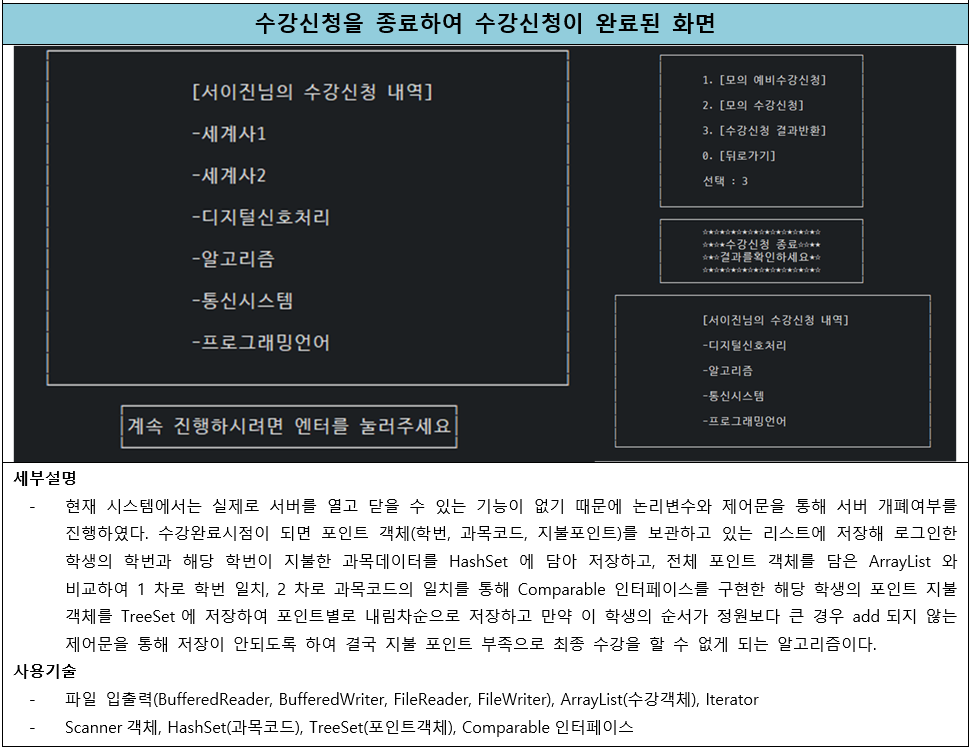 수강신청을 종료하여 수강신청이 완료된 화면
[서이진님의 수강신청 내역]
-세계사1
-세계사2
-디지털신호처리
-알고리즘
-통신시스템
-프로그래밍언어
계속 진행하시려면 엔터를 눌러주세요
1. [모의 예비수강신청]
2. [모의 수강신청]
3. [수강신청 결과반환]
0. [뒤로가기]
선택 : 3
☆★☆★☆★☆★☆★☆★☆★☆★☆★☆★☆
☆★☆★수강신청 종료☆☆★★
☆★☆결과를확인하세요★☆
☆★☆★☆★☆★☆★☆★☆★☆★☆★☆★☆
[서이진님의 수강신청 내역]
-디지털신호처리
-알고리즘
-통신시스템
-프로그래밍언어
세부설명
- 현재 시스템에서는 실제로 서버를 열고 닫을 수 있는 기능이 없기 때문에 논리변수와 제어문을 통해 서버 개폐여부를
진행하였다. 수강완료시점이 되면 포인트 객체(학번, 과목코드, 지불포인트)를 보관하고 있는 리스트에 저장해 로그인한
학생의 학번과 해당 학번이 지불한 과목데이터를 HashSet 에 담아 저장하고, 전체 포인트 객체를 담은 ArrayList 와
비교하여 1 차로 학번 일치, 2 차로 과목코드의 일치를 통해 Comparable 인터페이스를 구현한 해당 학생의 포인트 지불
객체를 TreeSet 에 저장하여 포인트별로 내림차순으로 저장하고 만약 이 학생의 순서가 정원보다 큰 경우 add 되지 않는
제어문을 통해 저장이 안되도록 하여 결국 지불 포인트 부족으로 최종 수강을 할 수 없게 되는 알고리즘이다.
사용기술
- 파일 입출력(BufferedReader, BufferedWriter, FileReader, FileWriter), ArrayList(수강객체), Iterator
- Scanner 객체, HashSet(과목코드), TreeSet(포인트객체), Comparable 인터페이스